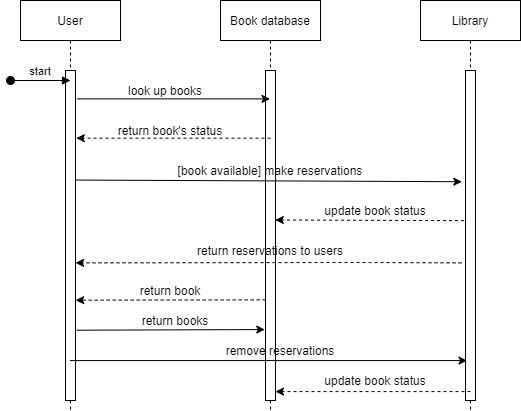 User
Book database
Library
start
look up books
return book's status
[book available] make reservations
update book status
return reservations to users
return book
return books
remove reservations
update book status